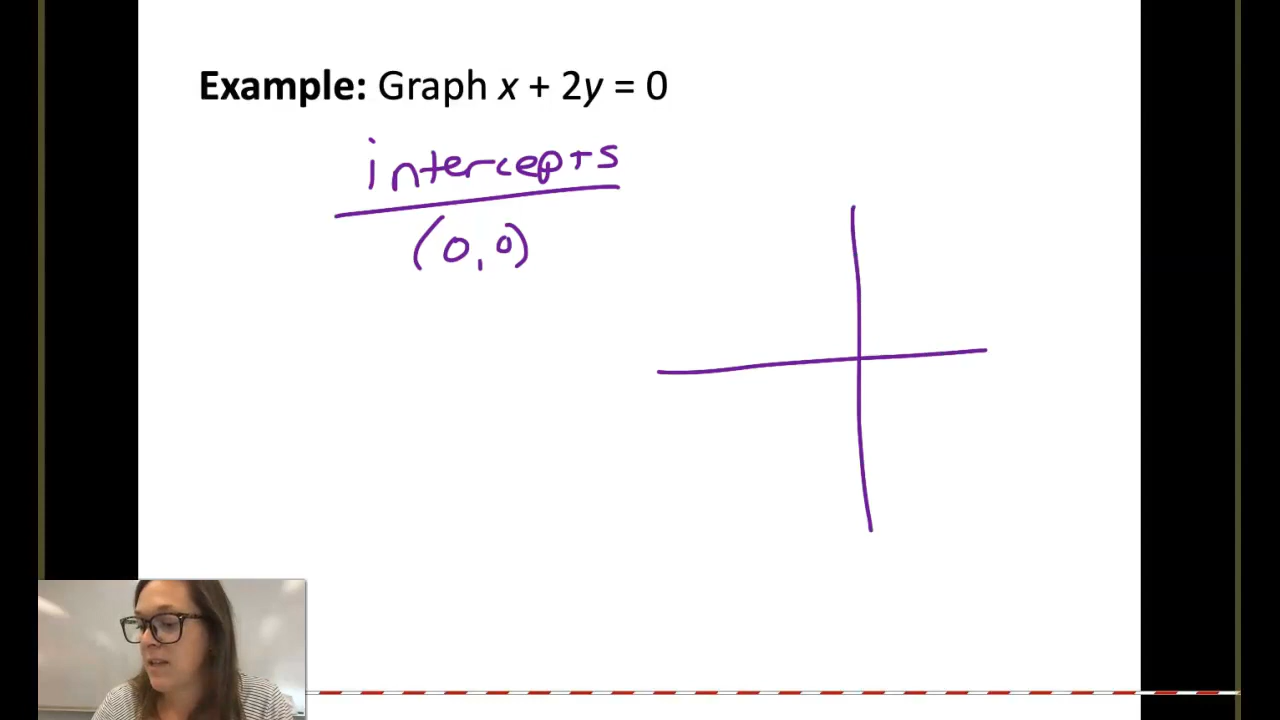 Example: Graph x + 2y = 0
intercepts
(0,0)